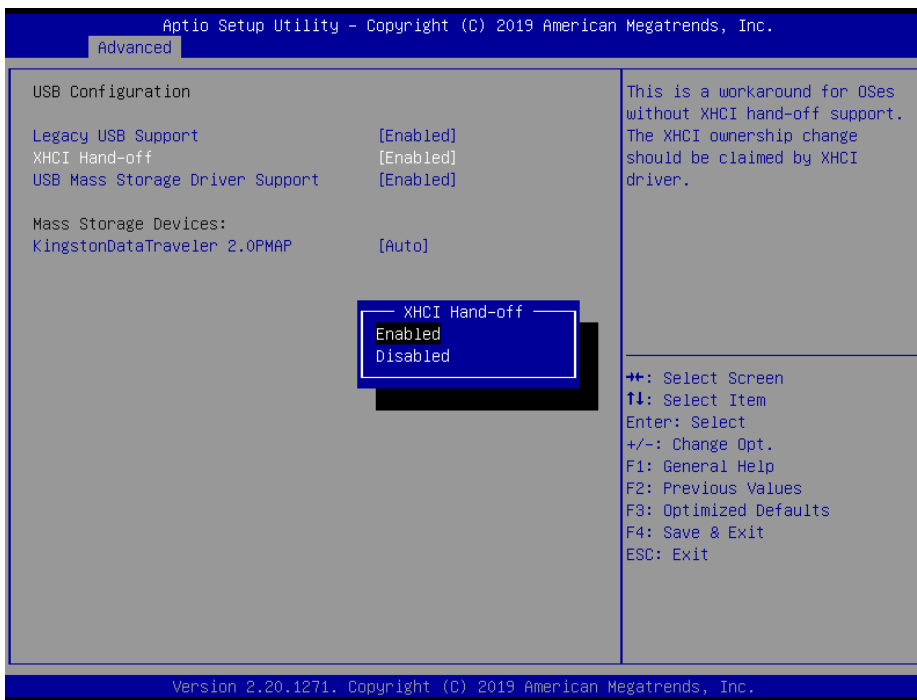 Aptio Setup Utility – Copyright (C) 2019 American Megatrends, Inc.
Advanced
USB Configuration
Legacy USB Support [Enabled]
XHCI Hand-off [Enabled]
USB Mass Storage Driver Support [Enabled]
Mass Storage Devices:
KingstonDataTraveler 2.0PMAP [Auto]
XHCI Hand-off
Enabled
Disabled
This is a workaround for OSes
without XHCI hand-off support.
The XHCI ownership change
should be claimed by XHCI
driver.
→←: Select Screen
↑↓: Select Item
Enter: Select
+/-: Change Opt.
F1: General Help
F2: Previous Values
F3: Optimized Defaults
F4: Save & Exit
ESC: Exit
Version 2.20.1271. Copyright (C) 2019 American Megatrends, Inc.